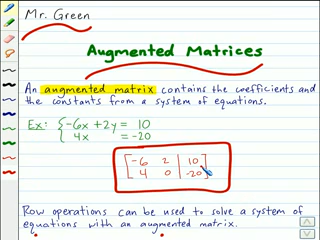 Mr. Green
Augmented Matrices
An augmented matrix contains the coefficients and
the constants from a system of equations.
Ex: { -6x + 2y = 10
4x = -20
[ -6 2 | 10 ]
[ 4 0 | -20 ]
Row operations can be used to solve a system of
equations with an augmented matrix.